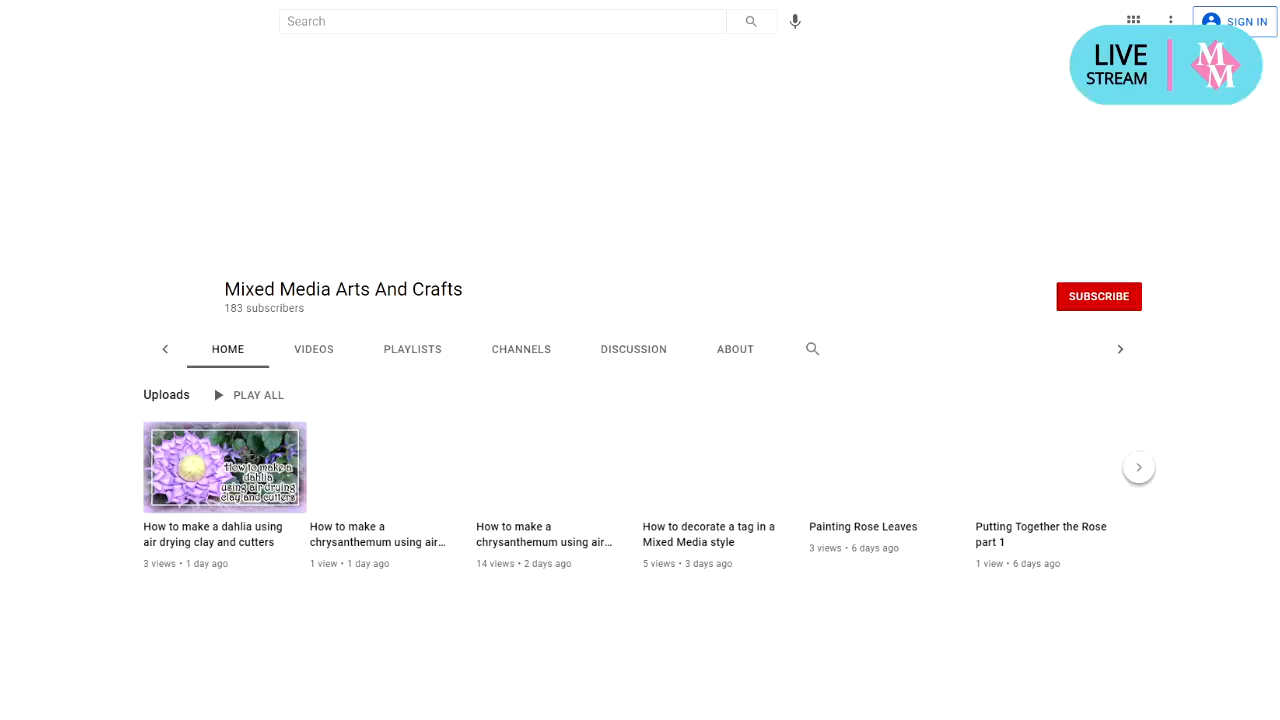 Search
SIGN IN
LIVE
STREAM
MM
Mixed Media Arts And Crafts
183 subscribers
SUBSCRIBE
HOME VIDEOS PLAYLISTS CHANNELS DISCUSSION ABOUT
Uploads PLAY ALL
How to make a
dahlia
using air drying
clay and cutters
How to make a dahlia using
air drying clay and cutters
3 views • 1 day ago
How to make a
chrysanthemum using air...
1 view • 1 day ago
How to make a
chrysanthemum using air...
14 views • 2 days ago
How to decorate a tag in a
Mixed Media style
5 views • 3 days ago
Painting Rose Leaves
3 views • 6 days ago
Putting Together the Rose
part 1
1 view • 6 days ago